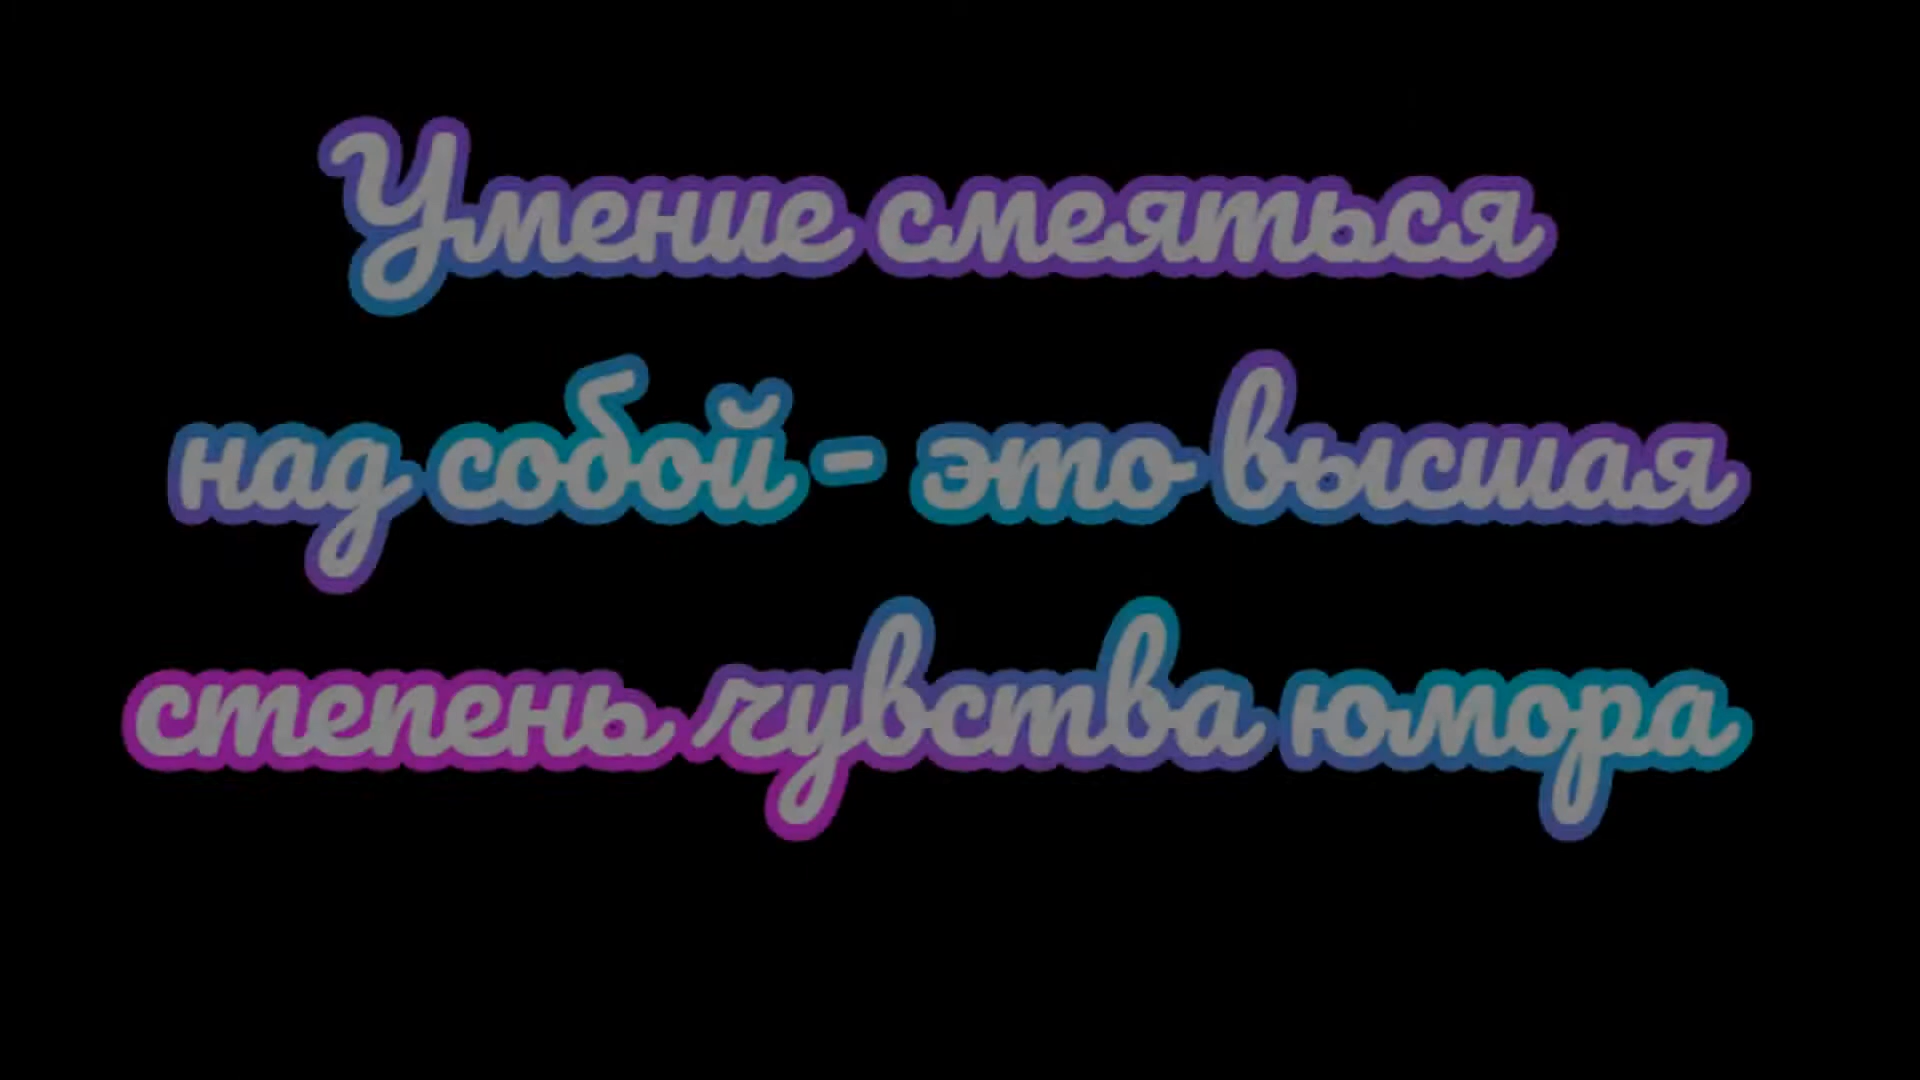 Умение смеяться
над собой - это высшая
степень чувства юмора